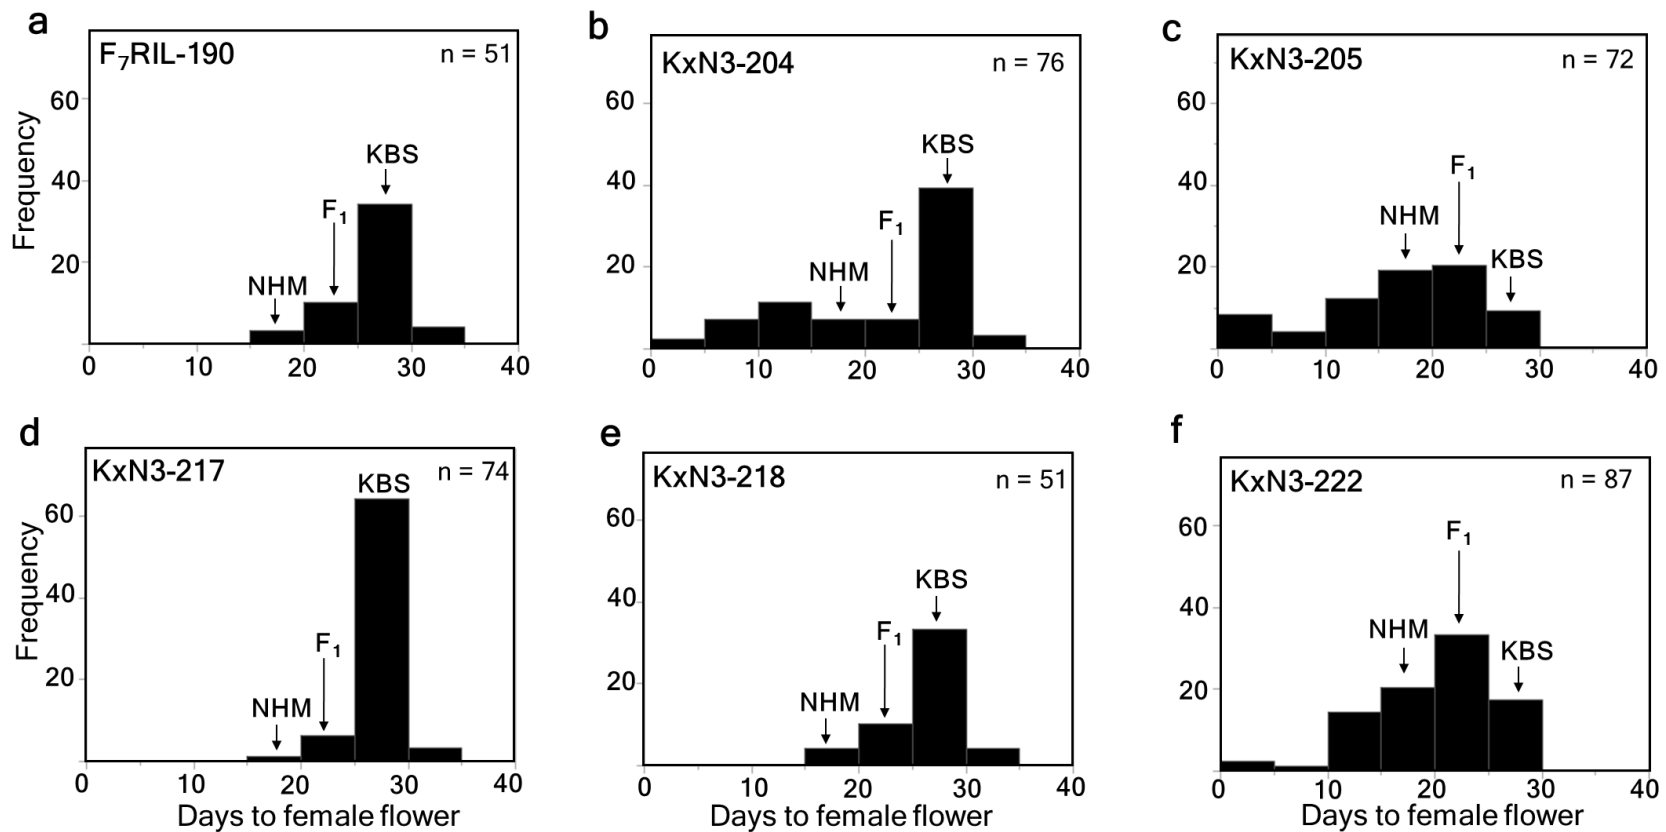 a
F₇RIL-190
n = 51
Frequency
60
40
20
KBS
F₁
NHM
0 10 20 30 40
b
KxN3-204
n = 76
60
40
20
KBS
F₁
NHM
0 10 20 30 40
c
KxN3-205
n = 72
60
40
20
F₁
NHM
KBS
0 10 20 30 40
d
KxN3-217
n = 74
Frequency
60
40
20
KBS
F₁
NHM
0 10 20 30 40
Days to female flower
e
KxN3-218
n = 51
60
40
20
KBS
F₁
NHM
0 10 20 30 40
Days to female flower
f
KxN3-222
n = 87
60
40
20
F₁
NHM
KBS
0 10 20 30 40
Days to female flower